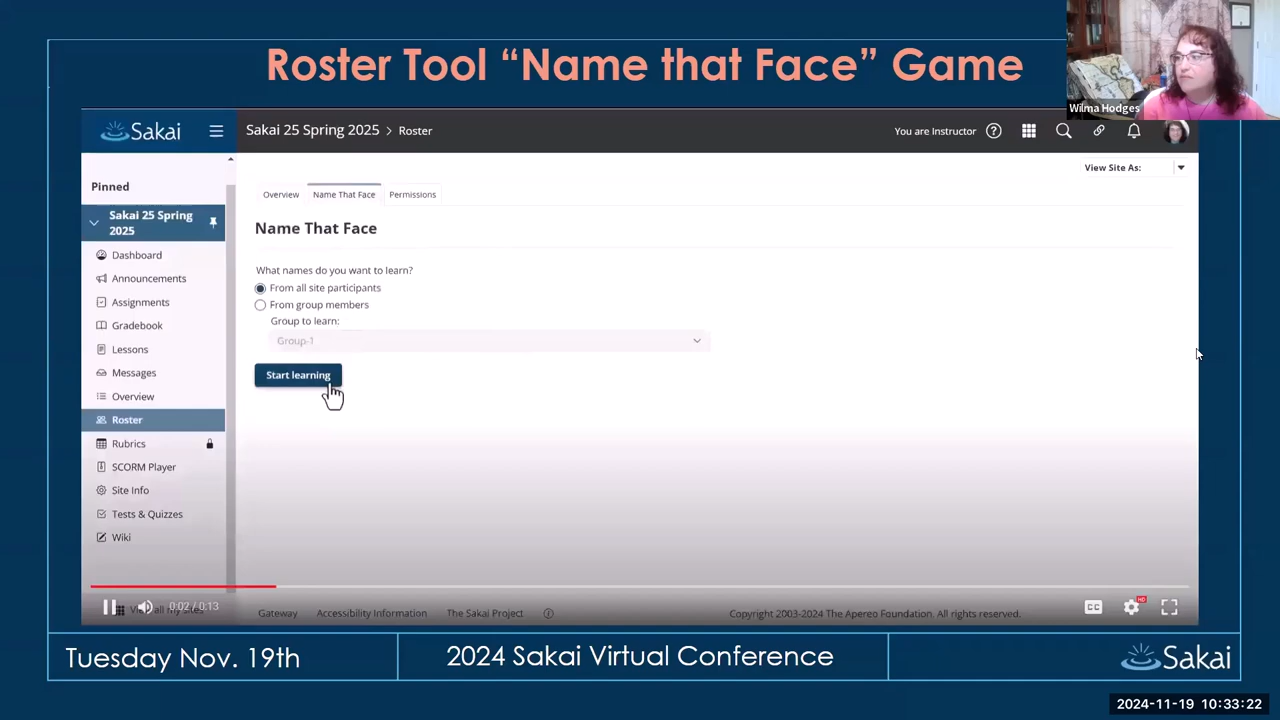 Roster Tool “Name that Face” Game
Wilma Hodges
Sakai
Sakai 25 Spring 2025 > Roster
You are Instructor
View Site As:
Pinned
Sakai 25 Spring
2025
Dashboard
Announcements
Assignments
Gradebook
Lessons
Messages
Overview
Roster
Rubrics
SCORM Player
Site Info
Tests & Quizzes
Wiki
Overview
Name That Face
Permissions
Name That Face
What names do you want to learn?
From all site participants
From group members
Group to learn:
Group-1
Start learning
0:02 / 0:13
CC
HD
Gateway
Accessibility Information
The Sakai Project
Copyright 2003-2024 The Apereo Foundation. All rights reserved.
Tuesday Nov. 19th
2024 Sakai Virtual Conference
Sakai
2024-11-19 10:33:22